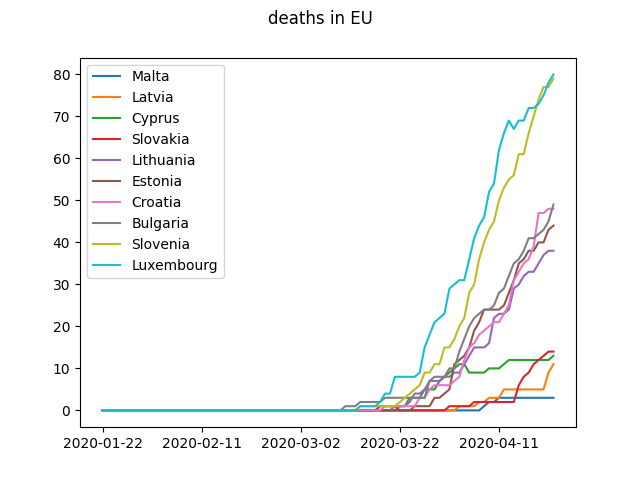 deaths in EU
80
70
60
50
40
30
20
10
0
Malta
Latvia
Cyprus
Slovakia
Lithuania
Estonia
Croatia
Bulgaria
Slovenia
Luxembourg
2020-01-22 2020-02-11 2020-03-02 2020-03-22 2020-04-11